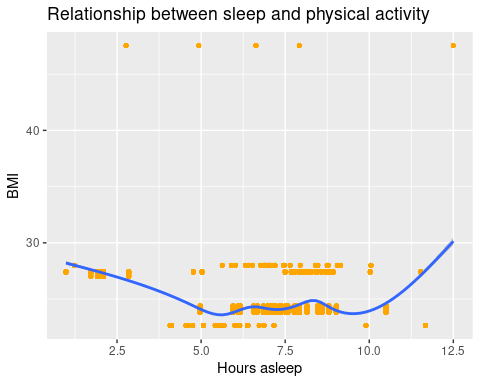 Relationship between sleep and physical activity
BMI
40
30
2.5 5.0 7.5 10.0 12.5
Hours asleep